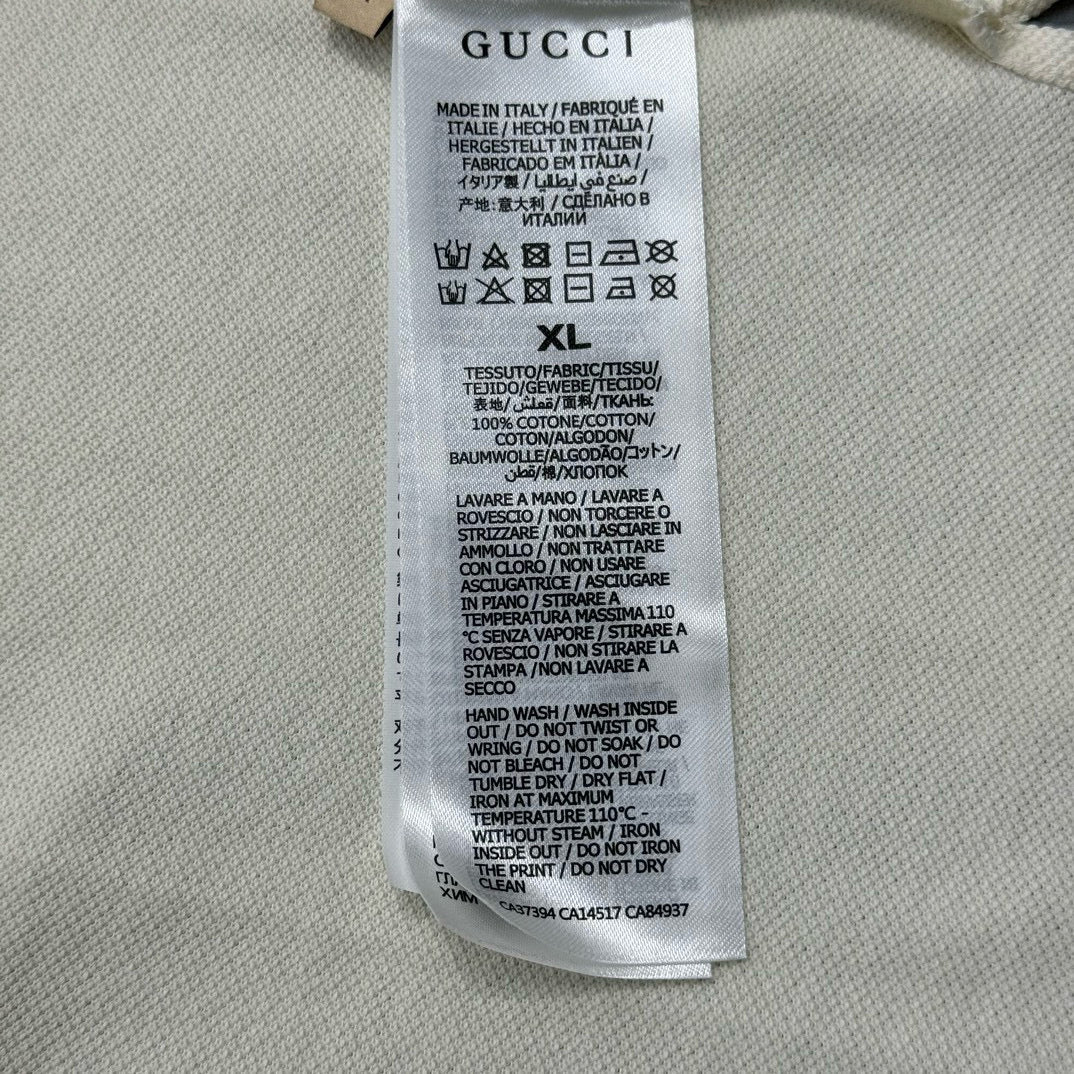 GUCCI
MADE IN ITALY / FABRIQUÉ EN
ITALIE / HECHO EN ITÀLIA /
HERGESTELLT IN ITALIEN /
FABRICADO EM ITÀLIA /
イタリア製 / صنع في ايطاليا /
产地:意大利 / СДЕЛАНО В
ИТАЛИИ
XL
TESSUTO/FABRIC/TISSU/
TEJIDO/GEWEBE/TECIDO/
表地/قماش/面料/ТКАНЬ:
100% COTONE/COTTON/
COTON/ALGODON/
BAUMWOLLE/ALGODÃO/コットン/
قطن/棉/ХЛОПОК
LAVARE A MANO / LAVARE A
ROVESCIO / NON TORCERE O
STRIZZARE / NON LASCIARE IN
AMMOLLO / NON TRATTARE
CON CLORO / NON USARE
ASCIUGATRICE / ASCIUGARE
IN PIANO / STIRARE A
TEMPERATURA MASSIMA 110
°C SENZA VAPORE / STIRARE A
ROVESCIO / NON STIRARE LA
STAMPA /NON LAVARE A
SECCO
HAND WASH / WASH INSIDE
OUT / DO NOT TWIST OR
WRING / DO NOT SOAK / DO
NOT BLEACH / DO NOT
TUMBLE DRY / DRY FLAT /
IRON AT MAXIMUM
TEMPERATURE 110°C -
WITHOUT STEAM / IRON
INSIDE OUT / DO NOT IRON
THE PRINT / DO NOT DRY
CLEAN
CA37394 CA14517 CA84937